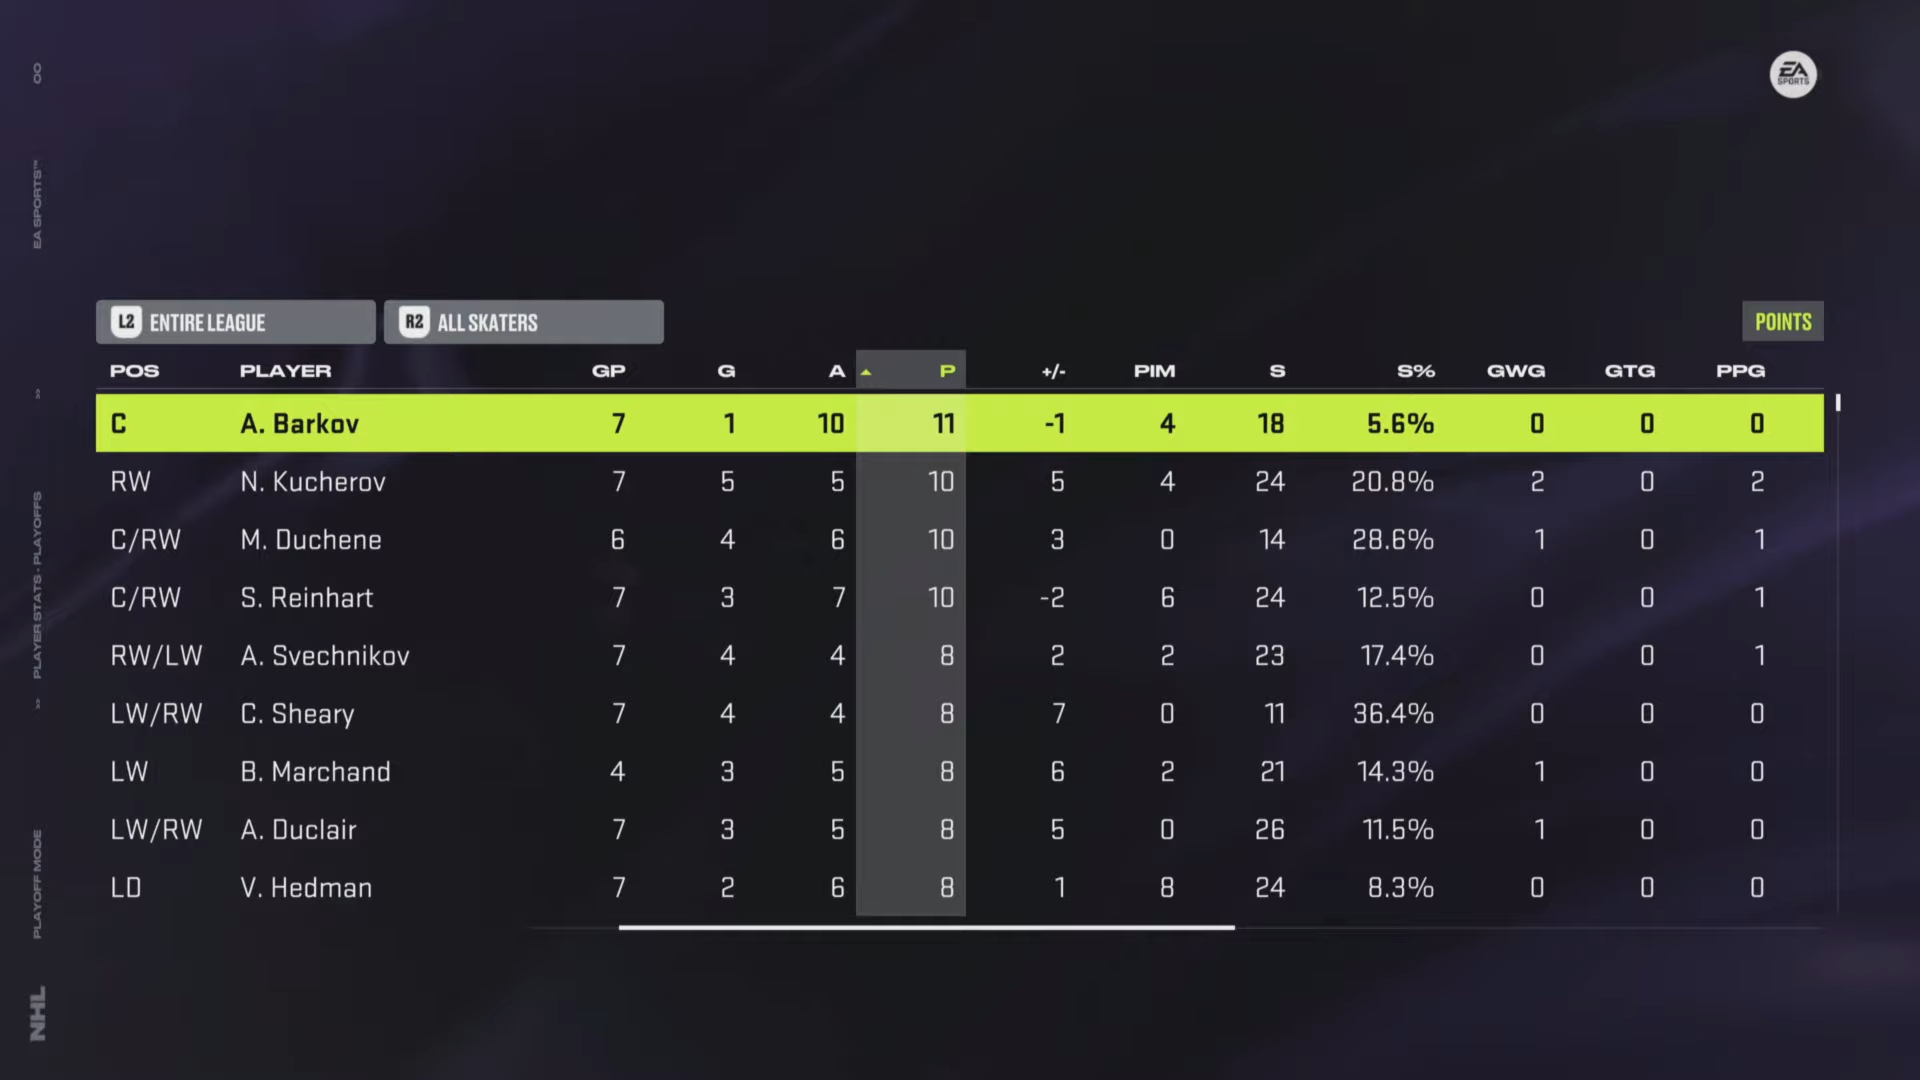 EA SPORTS
L2 ENTIRE LEAGUE R2 ALL SKATERS POINTS
POS PLAYER GP G A P +/- PIM S S% GWG GTG PPG
C A. Barkov 7 1 10 11 -1 4 18 5.6% 0 0 0
RW N. Kucherov 7 5 5 10 5 4 24 20.8% 2 0 2
C/RW M. Duchene 6 4 6 10 3 0 14 28.6% 1 0 1
C/RW S. Reinhart 7 3 7 10 -2 6 24 12.5% 0 0 1
RW/LW A. Svechnikov 7 4 4 8 2 2 23 17.4% 0 0 1
LW/RW C. Sheary 7 4 4 8 7 0 11 36.4% 0 0 0
LW B. Marchand 4 3 5 8 6 2 21 14.3% 1 0 0
LW/RW A. Duclair 7 3 5 8 5 0 26 11.5% 1 0 0
LD V. Hedman 7 2 6 8 1 8 24 8.3% 0 0 0
NHL PLAYOFF MODE >> PLAYER STATS - PLAYOFFS >> EA SPORTS™